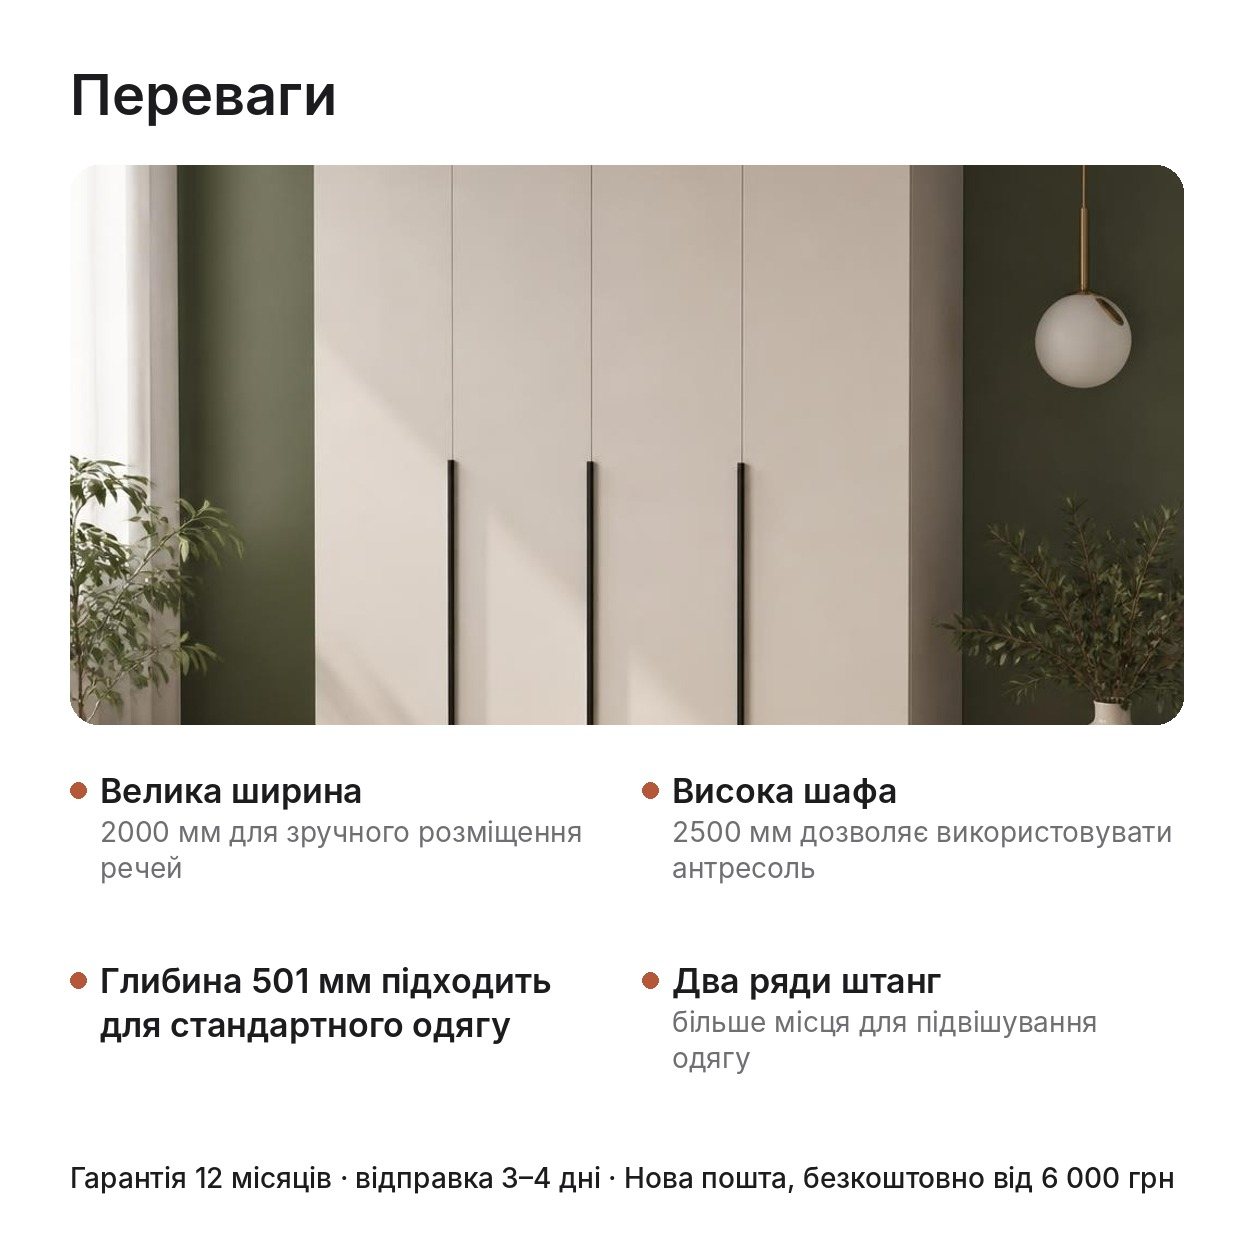 Переваги
Велика ширина
2000 мм для зручного розміщення
речей
Висока шафа
2500 мм дозволяє використовувати
антресоль
Глибина 501 мм підходить
для стандартного одягу
Два ряди штанг
більше місця для підвішування
одягу
Гарантія 12 місяців · відправка 3–4 дні · Нова пошта, безкоштовно від 6 000 грн